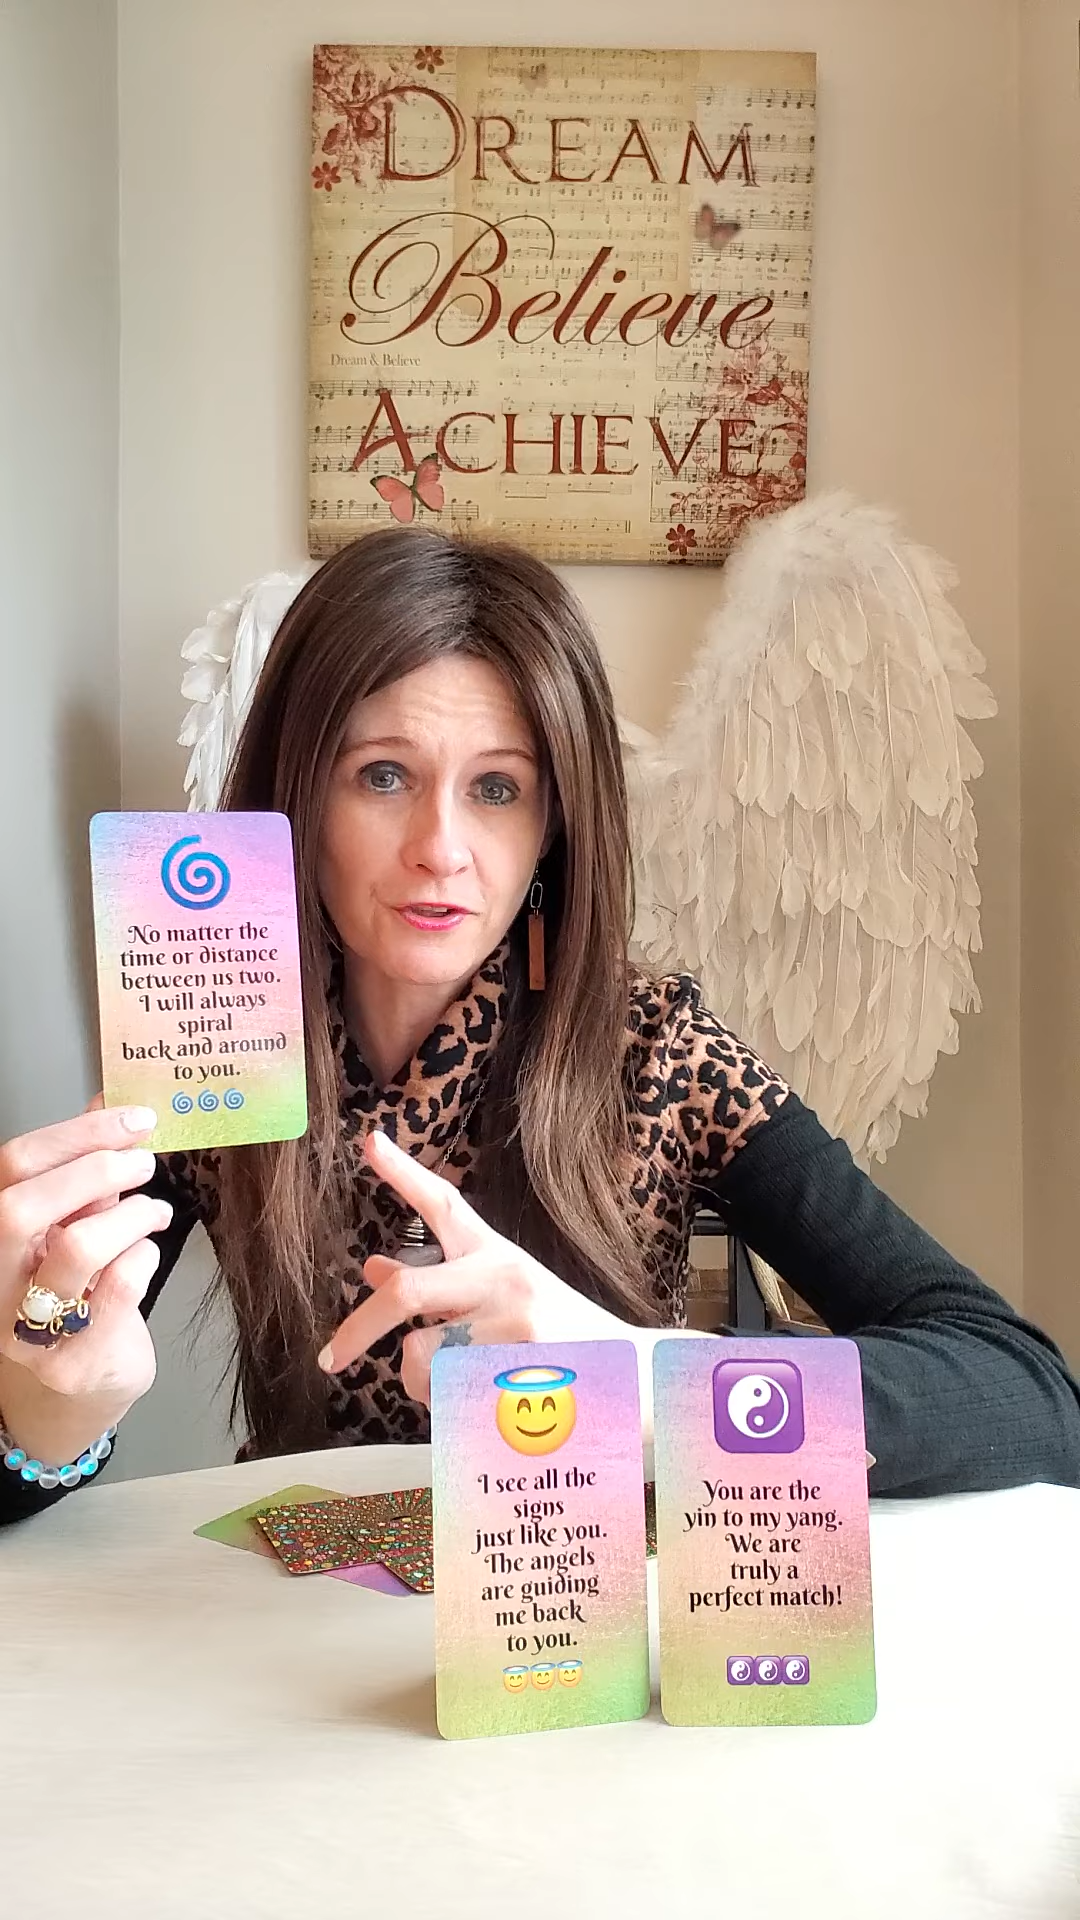 DREAM
Believe
Dream & Believe
ACHIEVE
No matter the
time or distance
between us two.
I will always
spiral
back and around
to you.
I see all the
signs
just like you.
The angels
are guiding
me back
to you.
You are the
yin to my yang.
We are
truly a
perfect match!